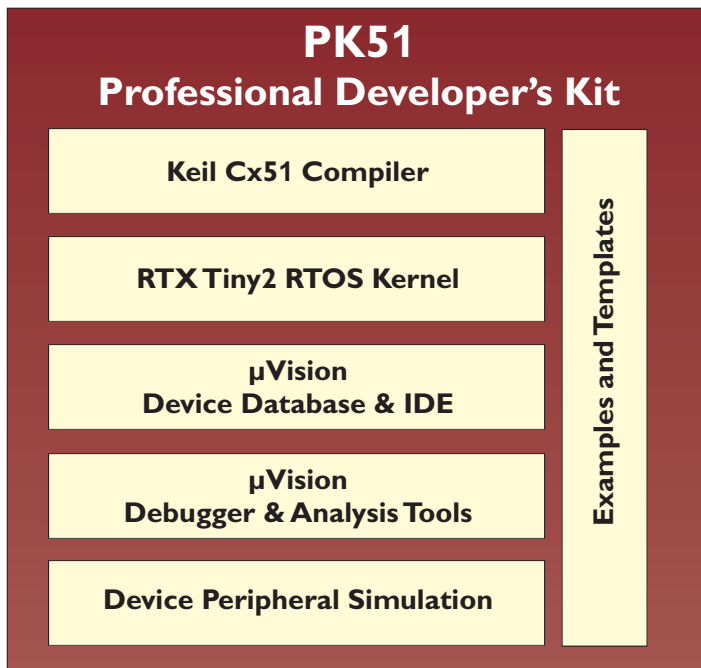 PK51
Professional Developer’s Kit
Keil Cx51 Compiler
RTX Tiny2 RTOS Kernel
µVision
Device Database & IDE
µVision
Debugger & Analysis Tools
Device Peripheral Simulation
Examples and Templates